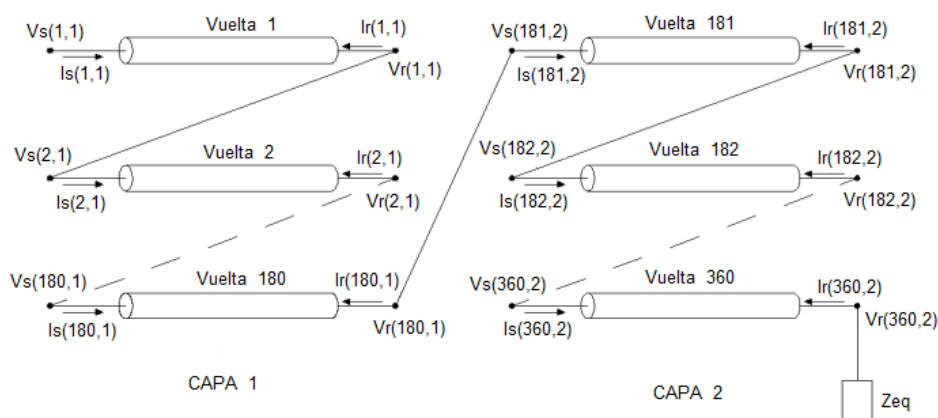 Vs(1,1) Vuelta 1 Ir(1,1)
Is(1,1) Vr(1,1)
Vs(2,1) Vuelta 2 Ir(2,1)
Is(2,1) Vr(2,1)
Vs(180,1) Vuelta 180 Ir(180,1)
Is(180,1) Vr(180,1)
CAPA 1
Vs(181,2) Vuelta 181 Ir(181,2)
Is(181,2) Vr(181,2)
Vs(182,2) Vuelta 182 Ir(182,2)
Is(182,2) Vr(182,2)
Vs(360,2) Vuelta 360 Ir(360,2)
Is(360,2) Vr(360,2)
CAPA 2
Zeq